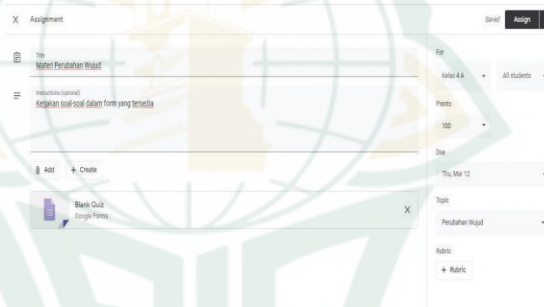 X Assignment Saved Assign
Title
Materi Perubahan Wujud
Instructions (optional)
Kerjakan soal-soal dalam form yang tersedia
Add + Create
Blank Quiz
Google Forms
X
For
Kelas 4 A All students
Points
100
Due
Thu, Mar 12
Topic
Perubahan Wujud
Rubric
+ Rubric